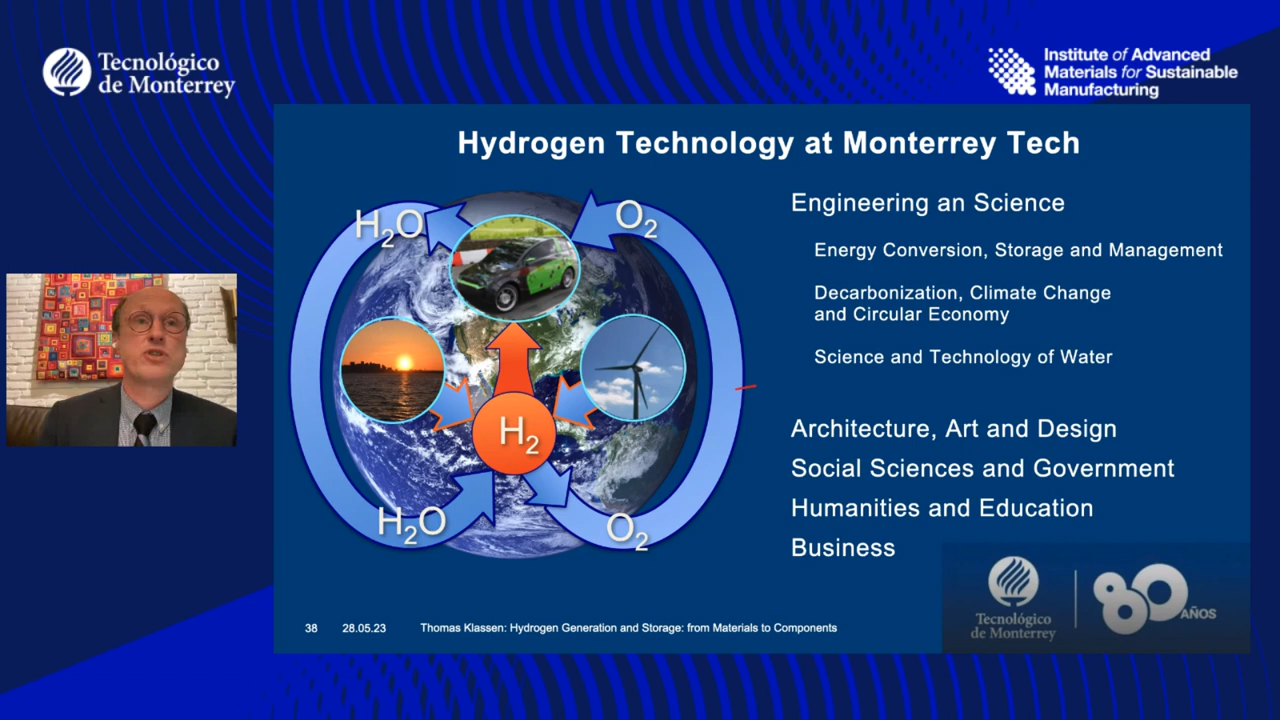 Tecnológico
de Monterrey
Institute of Advanced
Materials for Sustainable
Manufacturing
Hydrogen Technology at Monterrey Tech
H2O
O2
H2
H2O
O2
Engineering an Science
Energy Conversion, Storage and Management
Decarbonization, Climate Change
and Circular Economy
Science and Technology of Water
Architecture, Art and Design
Social Sciences and Government
Humanities and Education
Business
Tecnológico
de Monterrey
80 AÑOS
38 28.05.23 Thomas Klassen: Hydrogen Generation and Storage: from Materials to Components